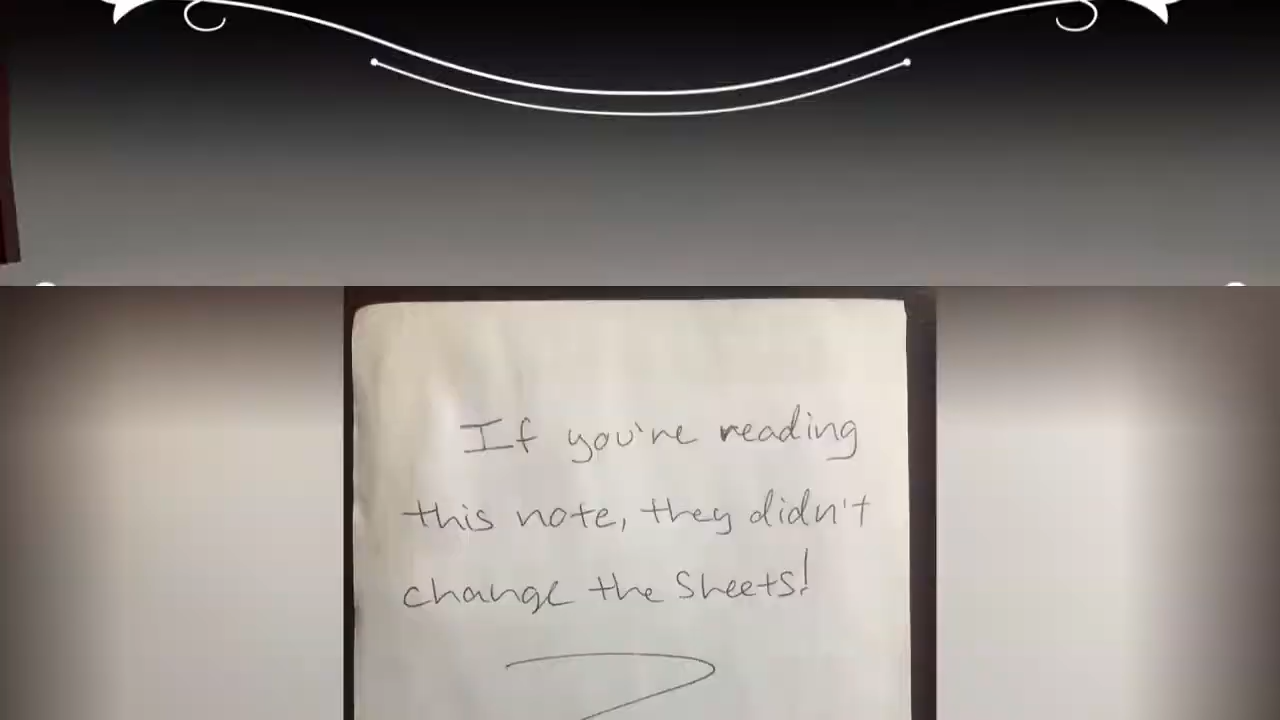 If you're reading
this note, they didn't
change the sheets!